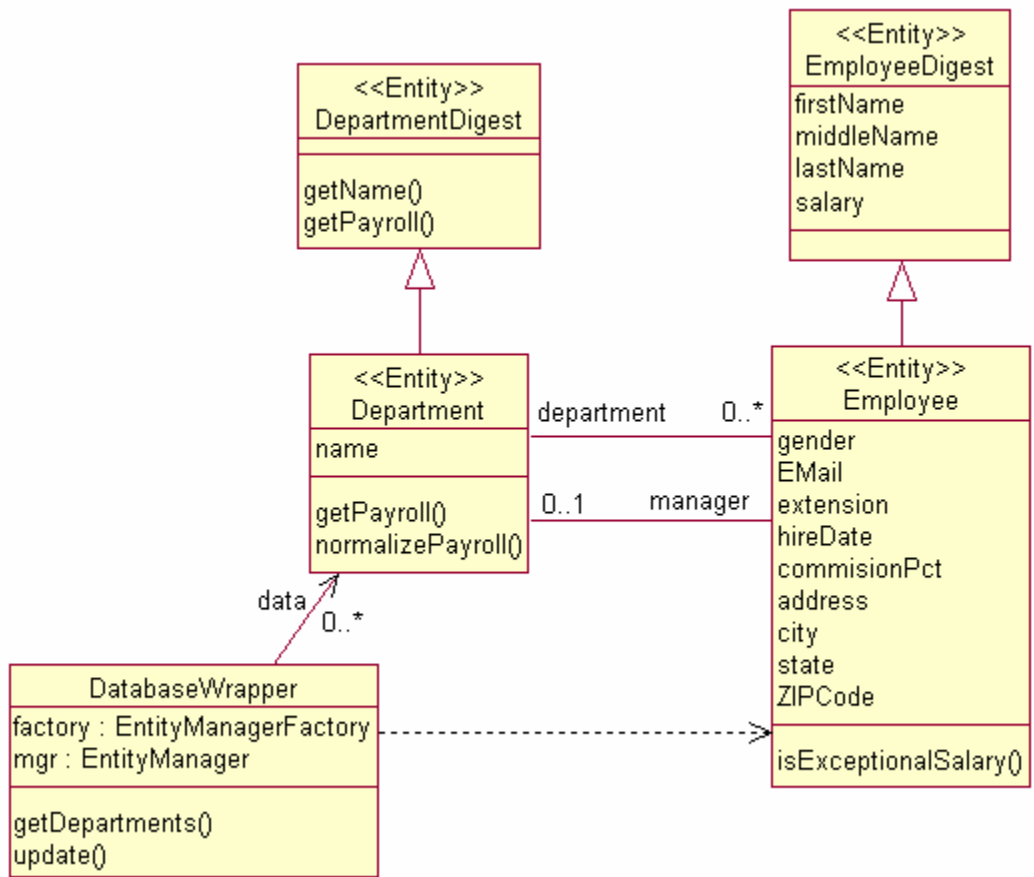 <<Entity>>
EmployeeDigest
firstName
middleName
lastName
salary
<<Entity>>
DepartmentDigest
getName()
getPayroll()
<<Entity>>
Department
name
getPayroll()
normalizePayroll()
department
0..*
0..1
manager
<<Entity>>
Employee
gender
EMail
extension
hireDate
commisionPct
address
city
state
ZIPCode
isExceptionalSalary()
data
0..*
DatabaseWrapper
factory : EntityManagerFactory
mgr : EntityManager
getDepartments()
update()